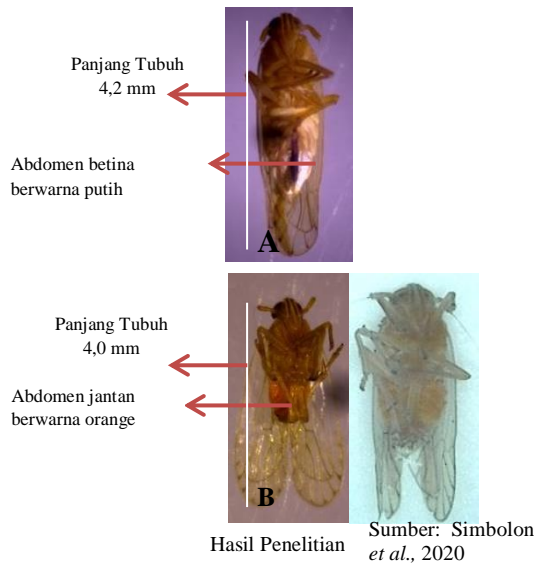 Panjang Tubuh
4,2 mm
Abdomen betina
berwarna putih
A
Panjang Tubuh
4,0 mm
Abdomen jantan
berwarna orange
B
Hasil Penelitian
Sumber: Simbolon
et al., 2020